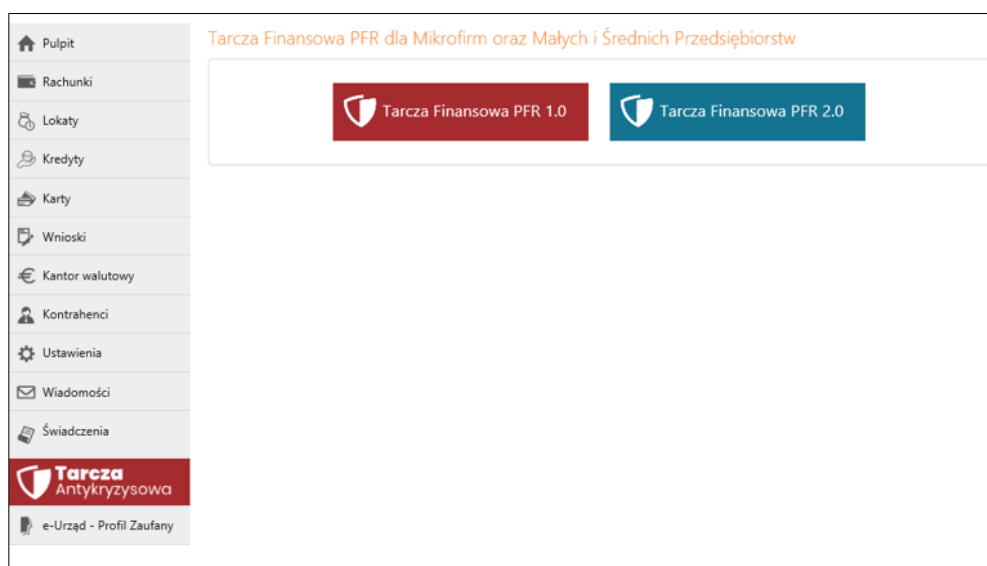 Pulpit
Rachunki
Lokaty
Kredyty
Karty
Wnioski
Kantor walutowy
Kontrahenci
Ustawienia
Wiadomości
Świadczenia
Tarcza
Antykryzysowa
e-Urząd - Profil Zaufany
Tarcza Finansowa PFR dla Mikrofirm oraz Małych i Średnich Przedsiębiorstw
Tarcza Finansowa PFR 1.0
Tarcza Finansowa PFR 2.0